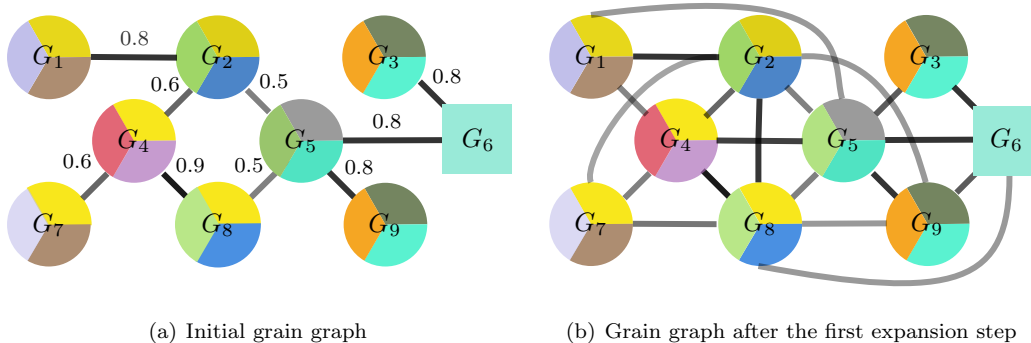 G1 0.8 G2 G3
0.6 0.5 0.8
G4 G5 0.8 G6
0.6 0.9 0.5 0.8
G7 G8 G9
(a) Initial grain graph
G1 G2 G3
G4 G5 G6
G7 G8 G9
(b) Grain graph after the first expansion step